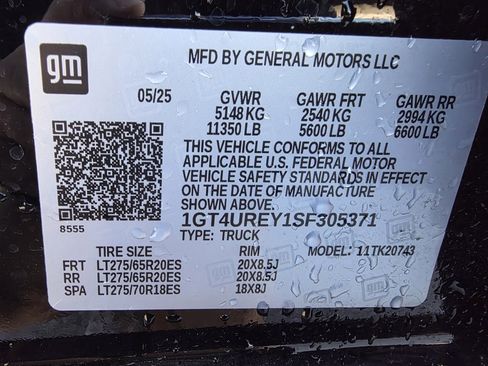 gm
MFD BY GENERAL MOTORS LLC
05/25 GVWR GAWR FRT GAWR RR
5148 KG 2540 KG 2994 KG
11350 LB 5600 LB 6600 LB
THIS VEHICLE CONFORMS TO ALL
APPLICABLE U.S. FEDERAL MOTOR
VEHICLE SAFETY STANDARDS IN EFFECT
ON THE DATE OF MANUFACTURE
SHOWN ABOVE.
8555 1GT4UREY1SF305371
TYPE: TRUCK
TIRE SIZE RIM MODEL: 11TK20743
FRT LT275/65R20ES 20X8.5J
RR LT275/65R20ES 20X8.5J
SPA LT275/70R18ES 18X8J